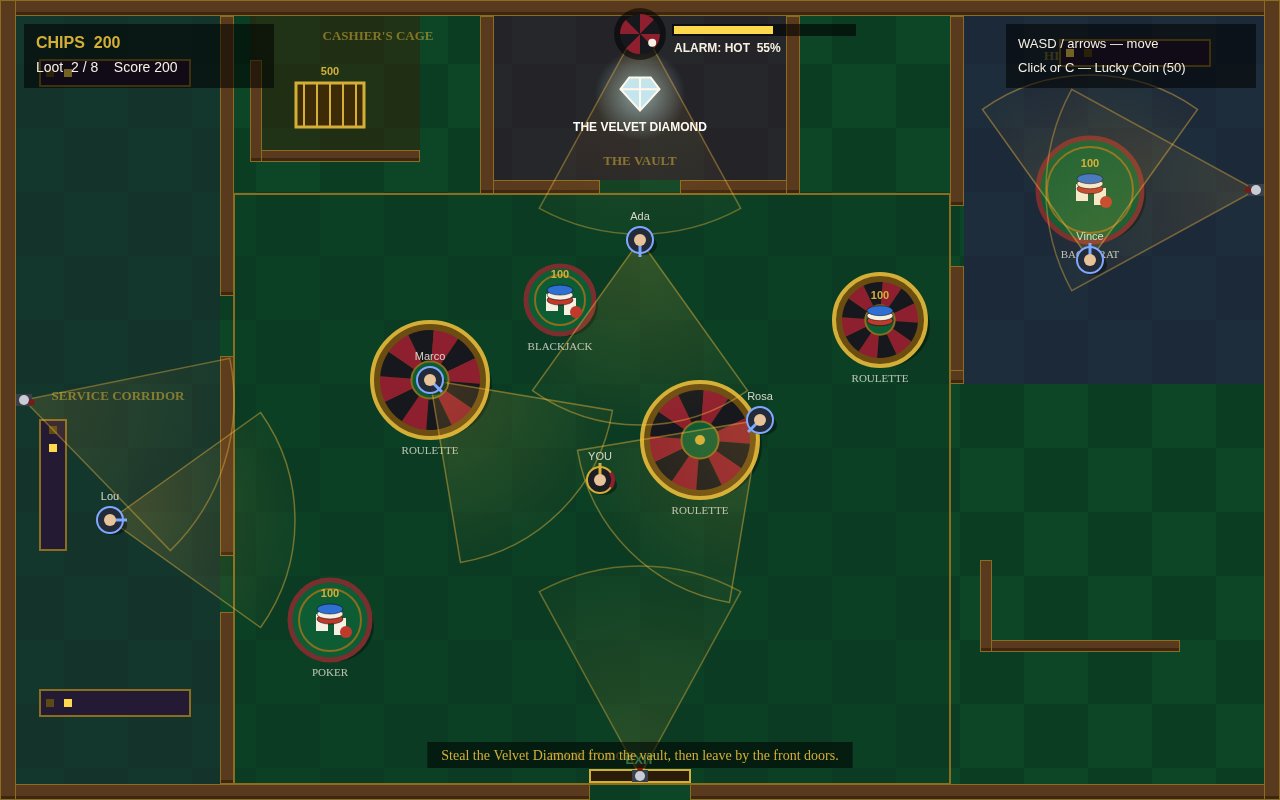 CHIPS 200
Loot 2 / 8 Score 200
CASHIER'S CAGE
500
ALARM: HOT 55%
THE VELVET DIAMOND
THE VAULT
WASD / arrows — move
Click or C — Lucky Coin (50)
100
Vince
Ada
100
BLACKJACK
100
ROULETTE
Marco
ROULETTE
Rosa
ROULETTE
YOU
SERVICE CORRIDOR
Lou
100
POKER
Steal the Velvet Diamond from the vault, then leave by the front doors.